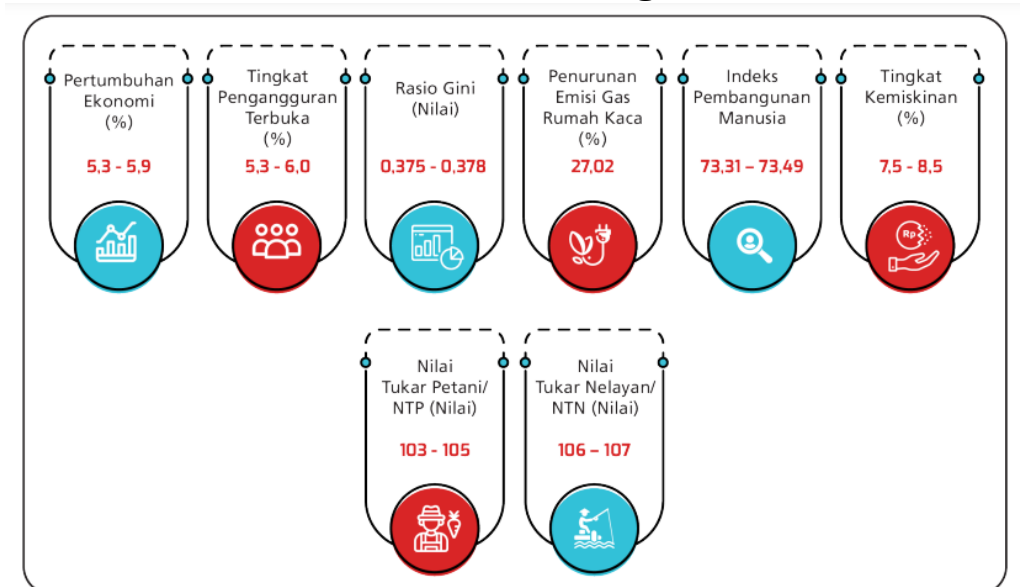 Pertumbuhan
Ekonomi
(%)
5,3 - 5,9
Tingkat
Pengangguran
Terbuka
(%)
5,3 - 6,0
Rasio Gini
(Nilai)
0,375 - 0,378
Penurunan
Emisi Gas
Rumah Kaca
(%)
27,02
Indeks
Pembangunan
Manusia
73,31 – 73,49
Tingkat
Kemiskinan
(%)
7,5 - 8,5
Rp
Nilai
Tukar Petani/
NTP (Nilai)
103 - 105
Nilai
Tukar Nelayan/
NTN (Nilai)
106 – 107